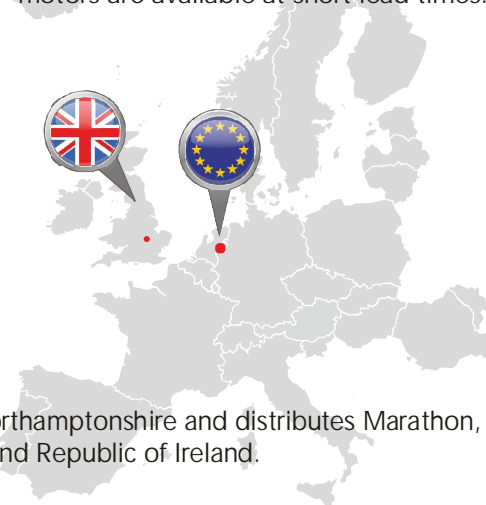 motors are available at short lead times.
orthamptonshire and distributes Marathon,
nd Republic of Ireland.